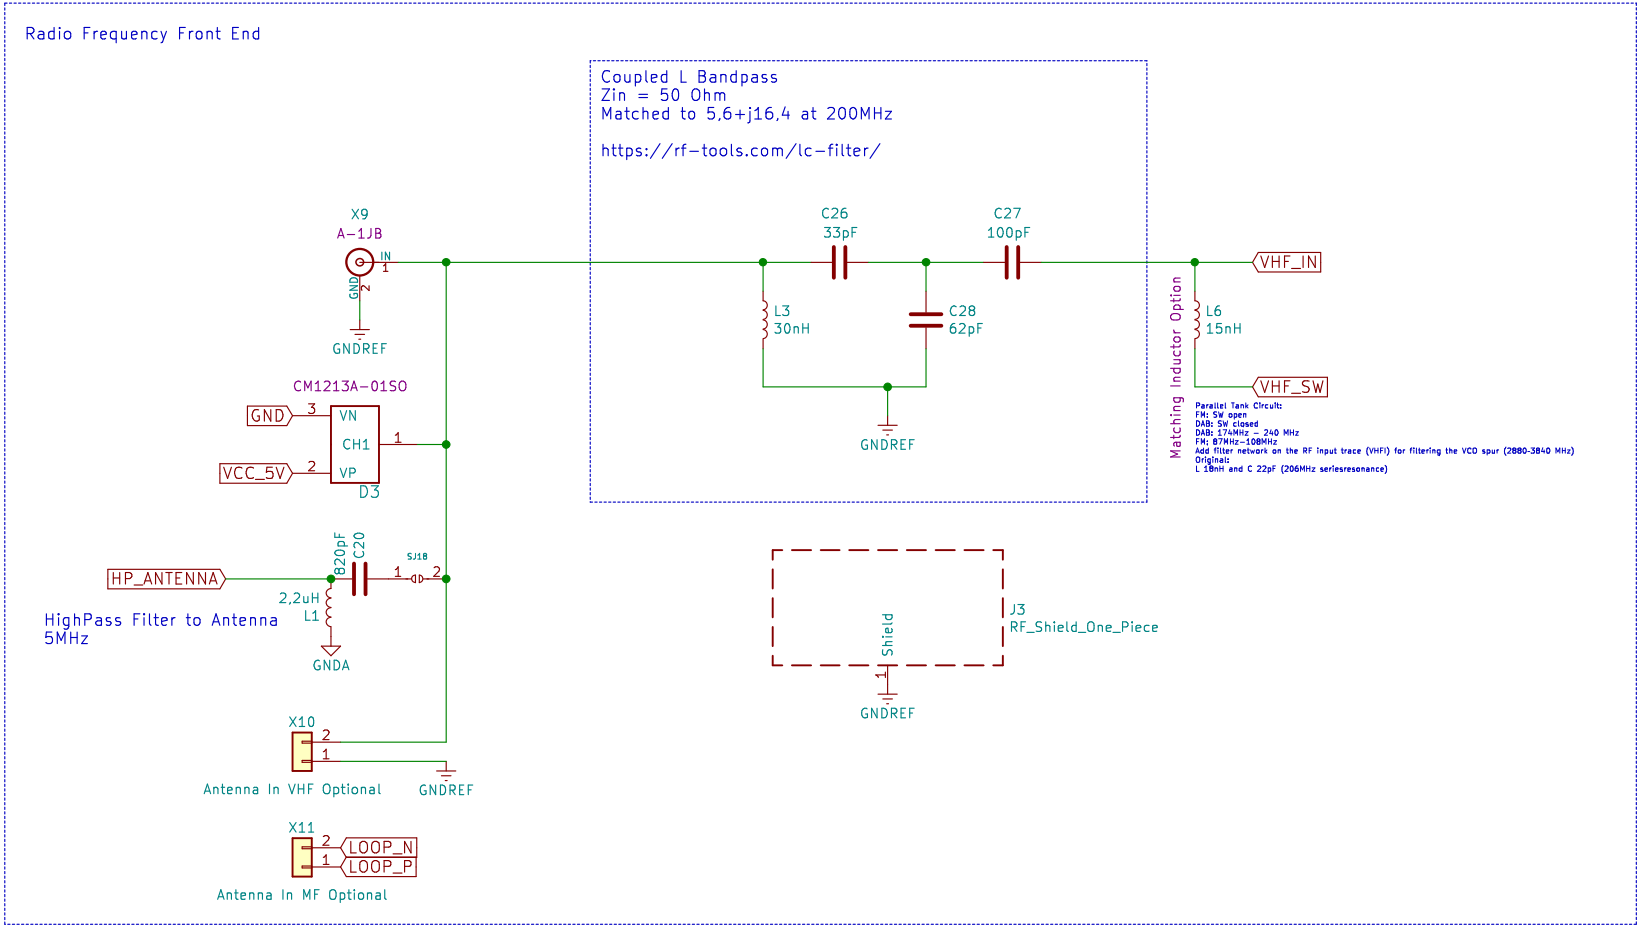 Radio Frequency Front End
Coupled L Bandpass
Zin = 50 Ohm
Matched to 5,6+j16,4 at 200MHz
https://rf-tools.com/lc-filter/
X9
A-1JB
IN
1
GND
2
GNDREF
C26
33pF
C27
100pF
VHF_IN
L3
30nH
C28
62pF
GNDREF
Matching Inductor Option
L6
15nH
VHF_SW
Parallel Tank Circuit:
FM: SW open
DAB: SW closed
DAB: 174MHz - 240 MHz
FM: 87MHz-108MHz
Add filter network on the RF input trace (VHFI) for filtering the VCO spur (2880-3840 MHz)
Original:
L 18nH and C 22pF (206MHz seriesresonance)
CM1213A-01SO
GND
3
VN
CH1
1
VCC_5V
2
VP
D3
820pF
C20
SJ18
HP_ANTENNA
1
2
2,2uH
L1
HighPass Filter to Antenna
5MHz
GNDA
Shield
1
J3
RF_Shield_One_Piece
GNDREF
X10
2
1
Antenna In VHF Optional
GNDREF
X11
2
LOOP_N
1
LOOP_P
Antenna In MF Optional